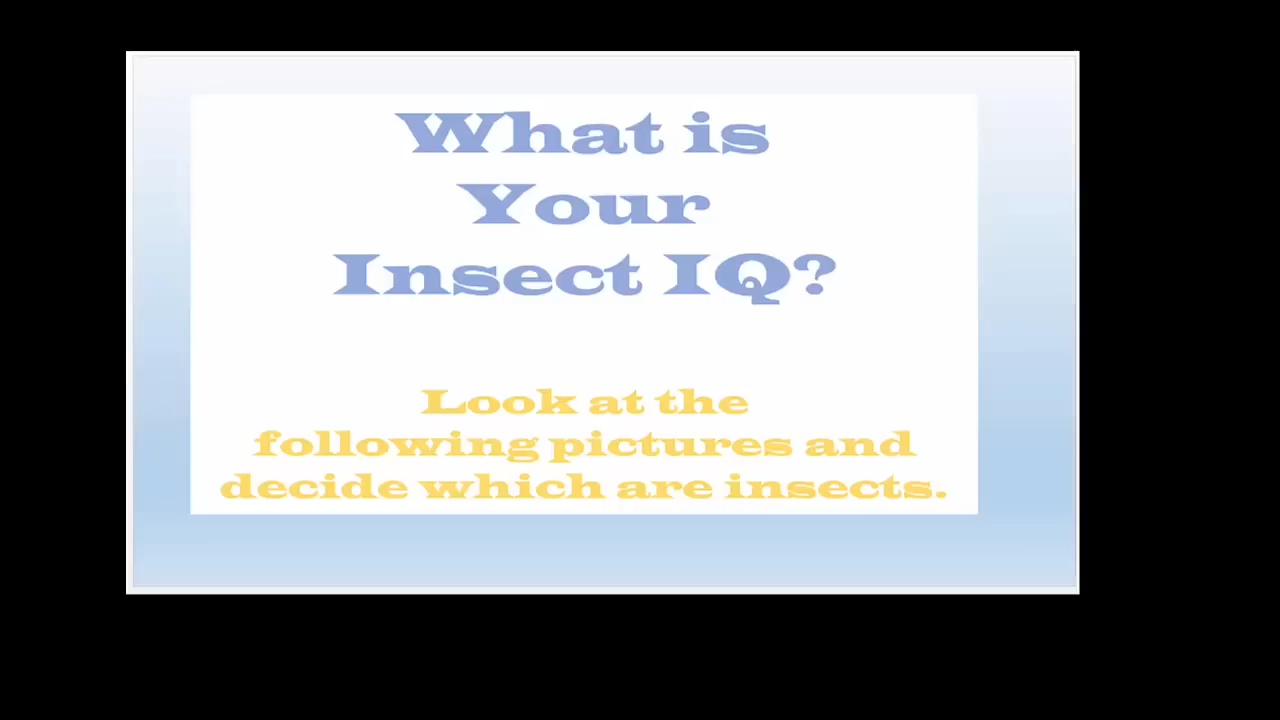 What is
Your
Insect IQ?
Look at the
following pictures and
decide which are insects.